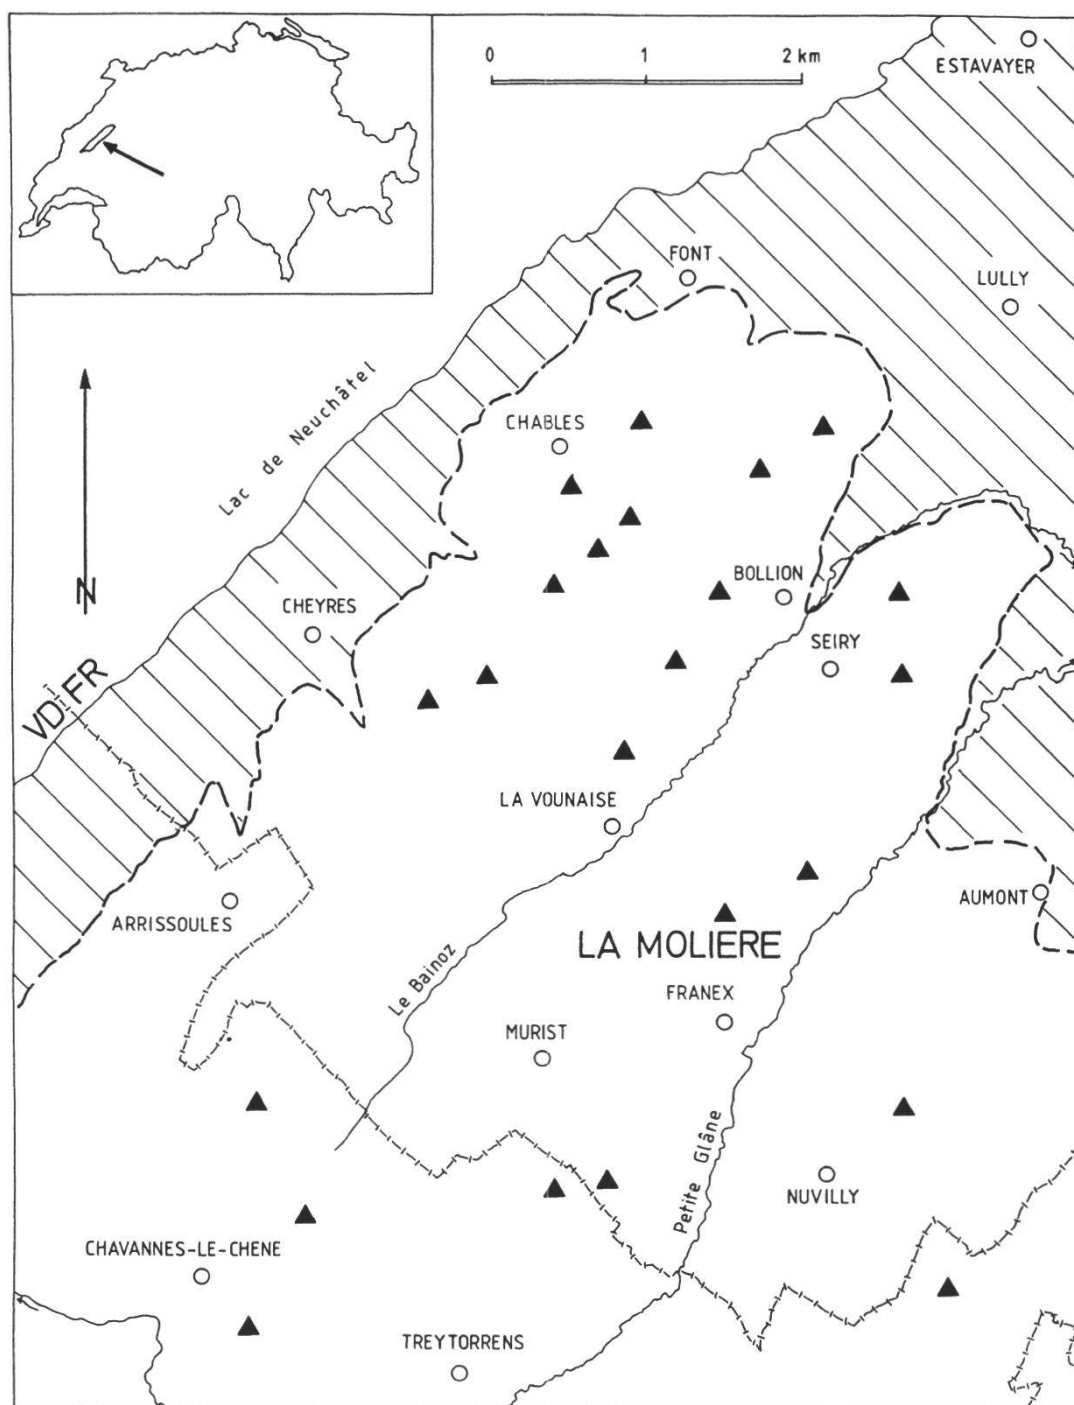 0 1 2 km
ESTAVAYER
FONT
LULLY
Lac de Neuchâtel
CHABLES
N
BOLLION
CHEYRES
SEIRY
VD FR
LA VOUNAISE
AUMONT
ARRISSOULES
LA MOLIÈRE
Le Bainoz
FRANEX
MURIST
Petite Glâne
NUVILLY
CHAVANNES-LE-CHENE
TREYTORRENS